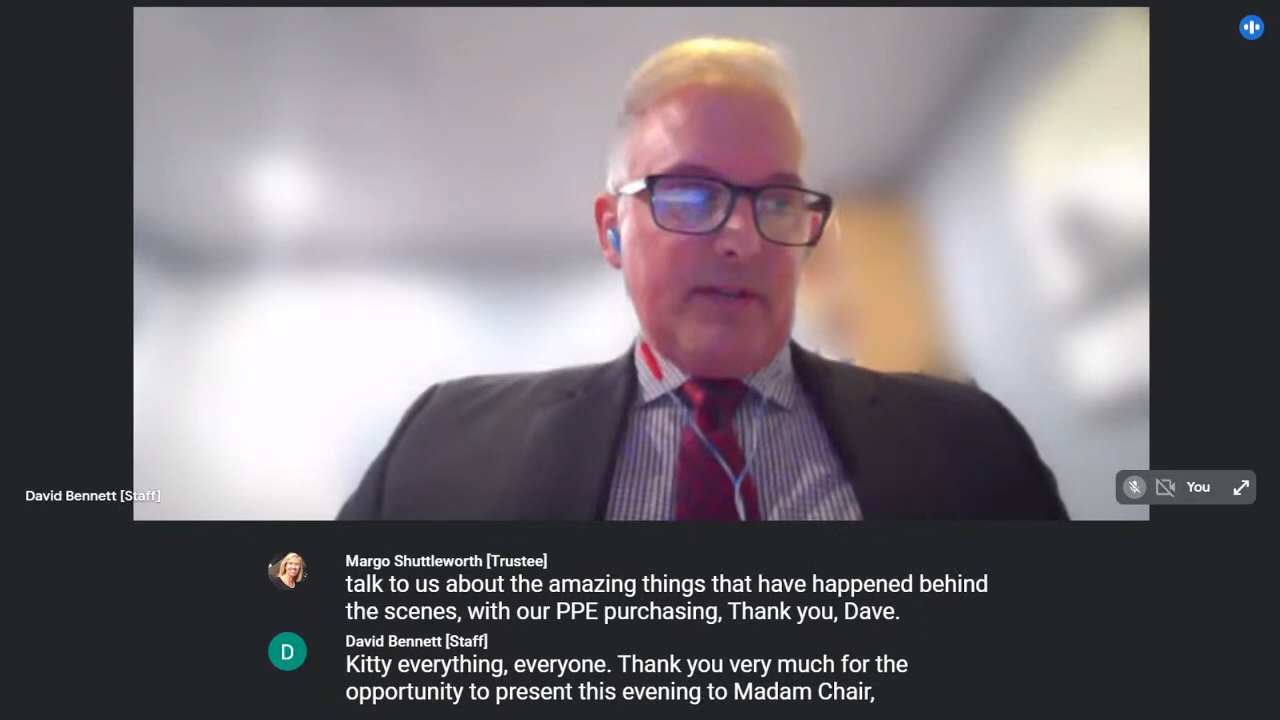 David Bennett [Staff]
You
Margo Shuttleworth [Trustee]
talk to us about the amazing things that have happened behind
the scenes, with our PPE purchasing, Thank you, Dave.
D
David Bennett [Staff]
Kitty everything, everyone. Thank you very much for the
opportunity to present this evening to Madam Chair,